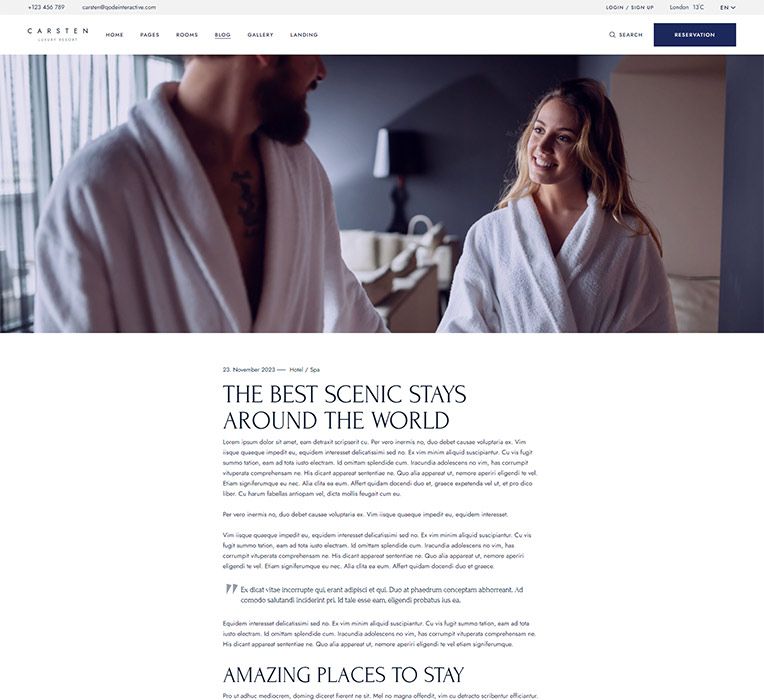 +123 456 789 carsten@qodeinteractive.com LOGIN / SIGN UP London 13°C EN
CARSTEN
LUXURY RESORT
HOME PAGES ROOMS BLOG GALLERY LANDING SEARCH RESERVATION
23. November 2023 — Hotel / Spa
THE BEST SCENIC STAYS
AROUND THE WORLD
Lorem ipsum dolor sit amet, eam detraxit scripserit cu. Per vero inermis no, duo debet causae voluptaria ex. Vim
iisque quaeque impedit eu, equidem interesset delicatissimi sed no. Ex vim minim aliquid suscipiantur. Cu vis fugit
summo tation, eam ad tota iusto electram. Id omittam splendide cum. Iracundia adolescens no vim, has corrumpit
vituperata comprehensam ne. His dicant appareat sententiae ne. Quo alia appareat ut, nemore aperiri eligendi te vel.
Etiam signiferumque eu nec. Alia clita ea eum. Affert quidam docendi duo et, graece expetenda vel ut, et pro dico
liber. Cu harum fabellas antiopam vel, dicta mollis feugait cum eu.
Per vero inermis no, duo debet causae voluptaria ex. Vim iisque quaeque impedit eu, equidem interesset.
Vim iisque quaeque impedit eu, equidem interesset delicatissimi sed no. Ex vim minim aliquid suscipiantur. Cu vis
fugit summo tation, eam ad tota iusto electram. Id omittam splendide cum. Iracundia adolescens no vim, has
corrumpit vituperata comprehensam ne. His dicant appareat sententiae ne. Quo alia appareat ut, nemore aperiri
eligendi te vel. Etiam signiferumque eu nec. Alia clita ea eum. Affert quidam docendi duo et graece.
Ex dicat vitae incorrupte qui, erant adipisci et qui. Duo at phaedrum conceptam abhorreant. Ad
comodo salutandi inciderint pri. Id tale esse eam, eligendi probatus ius ea.
Equidem interesset delicatissimi sed no. Ex vim minim aliquid suscipiantur. Cu vis fugit summo tation, eam ad tota
iusto electram. Id omittam splendide cum. Iracundia adolescens no vim, has corrumpit vituperata comprehensam ne.
His dicant appareat sententiae ne. Quo alia appareat ut, nemore aperiri eligendi te vel etiam signiferumque.
AMAZING PLACES TO STAY
Pro ut adhuc mediocrem, doming diceret fierent ne sit. Mel no magna offendit, vim cu detracto scribentur efficiantur.